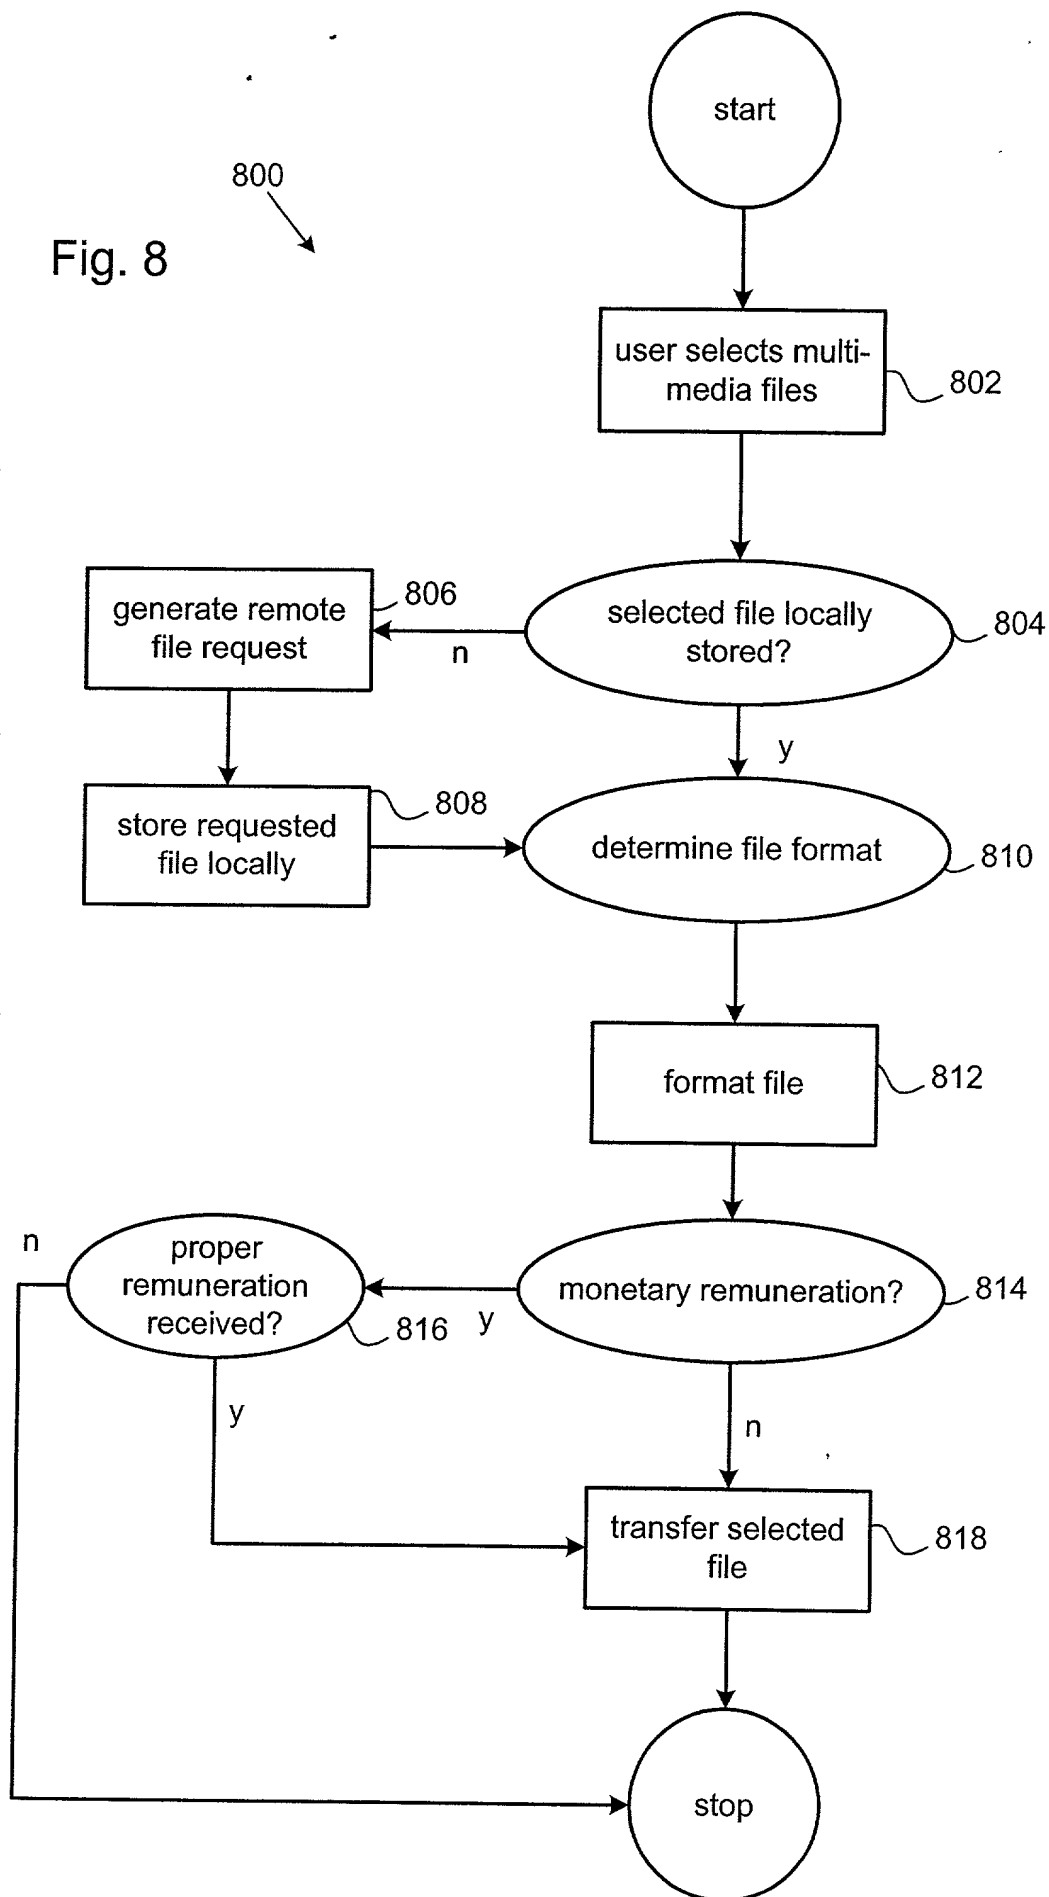 start
800
Fig. 8
user selects multi-
media files
802
selected file locally
stored?
804
806
generate remote
file request
n
y
808
store requested
file locally
determine file format
810
format file
812
n
proper
remuneration
received?
816
y
monetary remuneration?
814
y
n
transfer selected
file
818
stop